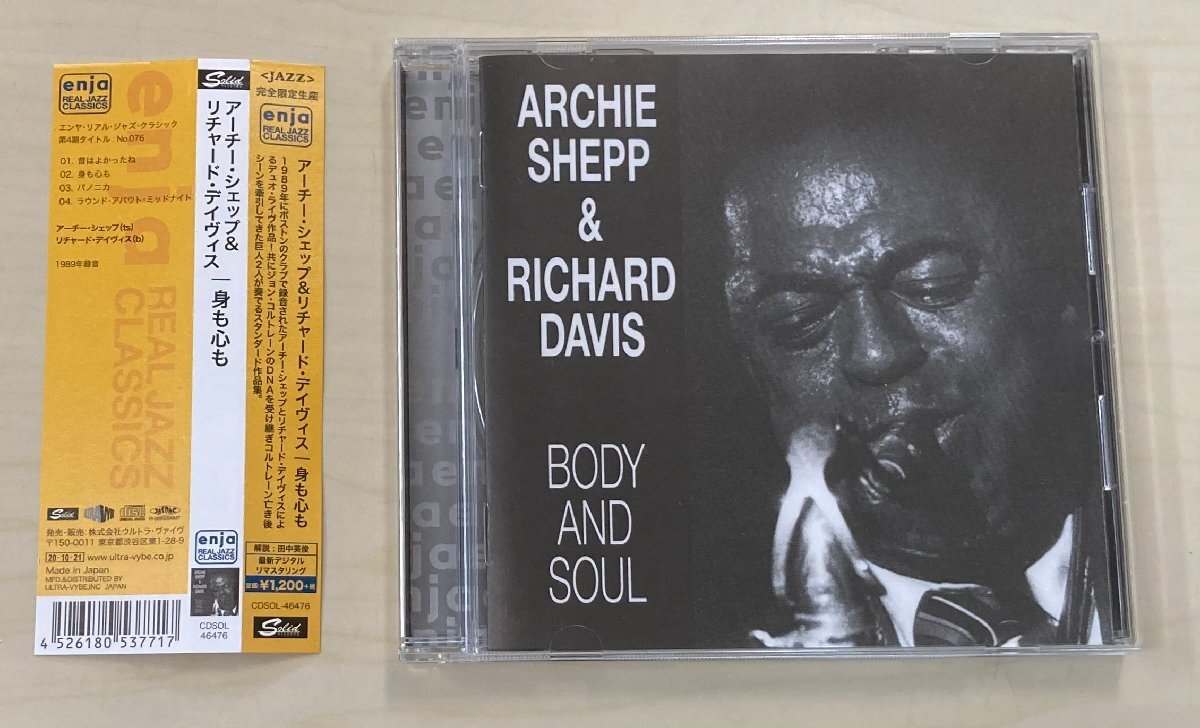 enja
REAL JAZZ
CLASSICS
エンヤ・リアル・ジャズ・クラシック
第4期タイトル:No.076
01. 昔はよかったね
02. 身も心も
03. パノニカ
04. ラウンド・アバウト・ミッドナイト
アーチー・シェップ(ts)
リチャード・デイヴィス(b)
1989年録音
enja
REAL JAZZ
CLASSICS
Solid
発売・販売:株式会社ウルトラ・ヴァイヴ
〒150-0011 東京都渋谷区東1-28-9
20・10・21 www.ultra-vybe.co.jp
Made in Japan
MFD.&DISTRIBUTED BY
ULTRA-VYBE,INC JAPAN
4 526180 537717
Solid
RECORDS
アーチー・シェップ&
リチャード・デイヴィス
身も心も
enja
REAL JAZZ
CLASSICS
ARCHIE
SHEPP
&
RICHARD
DAVIS
CDSOL
46476
<JAZZ>
完全限定生産
enja
REAL JAZZ
CLASSICS
アーチー・シェップ&リチャード・デイヴィス|身も心も
1989年にボストンのクラブで録音されたアーチー・シェップとリチャード・デイヴィスによ
るデュオ・ライヴ作品!共にジョン・コルトレーンのDNAを受け継ぎコルトレーン亡き後
シーンを牽引してきた巨人2人が奏でるスタンダード作品集。
解説:田中英俊
最新デジタル
リマスタリング
定価:¥1,200+税
CDSOL-46476
Solid
RECORDS
ARCHIE
SHEPP
&
RICHARD
DAVIS
BODY
AND
SOUL